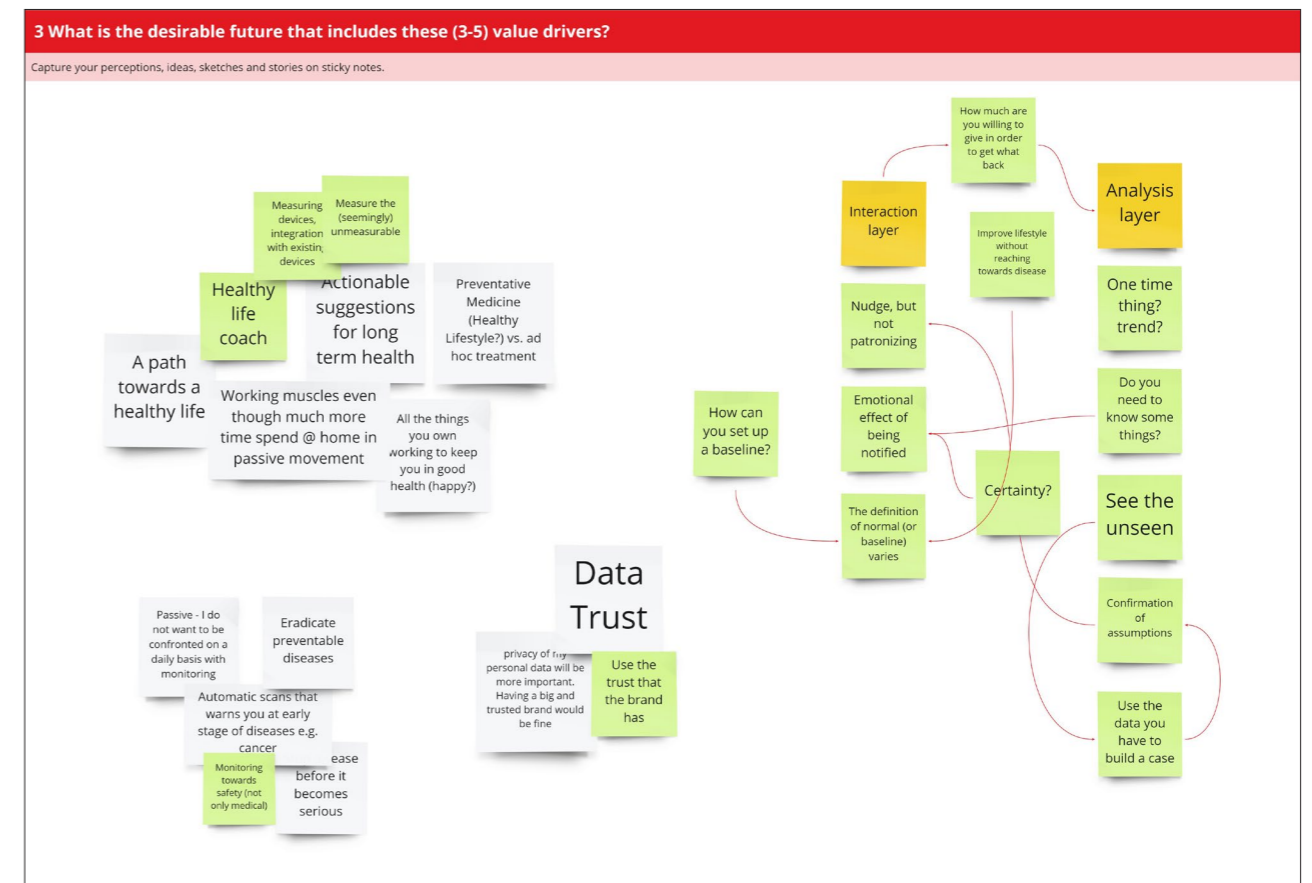 3 What is the desirable future that includes these (3-5) value drivers?
Capture your perceptions, ideas, sketches and stories on sticky notes.
Measuring
devices,
integration
with existin
devices
Measure the
(seemingly)
unmeasurable
Healthy
life
coach
Actionable
suggestions
for long
term health
Preventative
Medicine
(Healthy
Lifestyle?) vs. ad
hoc treatment
A path
towards a
healthy life
Working muscles even
though much more
time spend @ home in
passive movement
All the things
you own
working to keep
you in good
health (happy?)
Passive - I do
not want to be
confronted on a
daily basis with
monitoring
Eradicate
preventable
diseases
Automatic scans that
warns you at early
stage of diseases e.g.
cancer
Monitoring
towards
safety (not
only medical)
ease
before it
becomes
serious
Data
Trust
privacy of my
personal data will be
more important.
Having a big and
trusted brand would
be fine
Use the
trust that
the brand
has
How much are
you willing to
give in order
to get what
back
Interaction
layer
Analysis
layer
Improve lifestyle
without
reaching
towards disease
Nudge, but
not
patronizing
One time
thing?
trend?
How can
you set up
a baseline?
Emotional
effect of
being
notified
Do you
need to
know some
things?
Certainty?
The definition
of normal (or
baseline)
varies
See the
unseen
Confirmation
of
assumptions
Use the
data you
have to
build a case